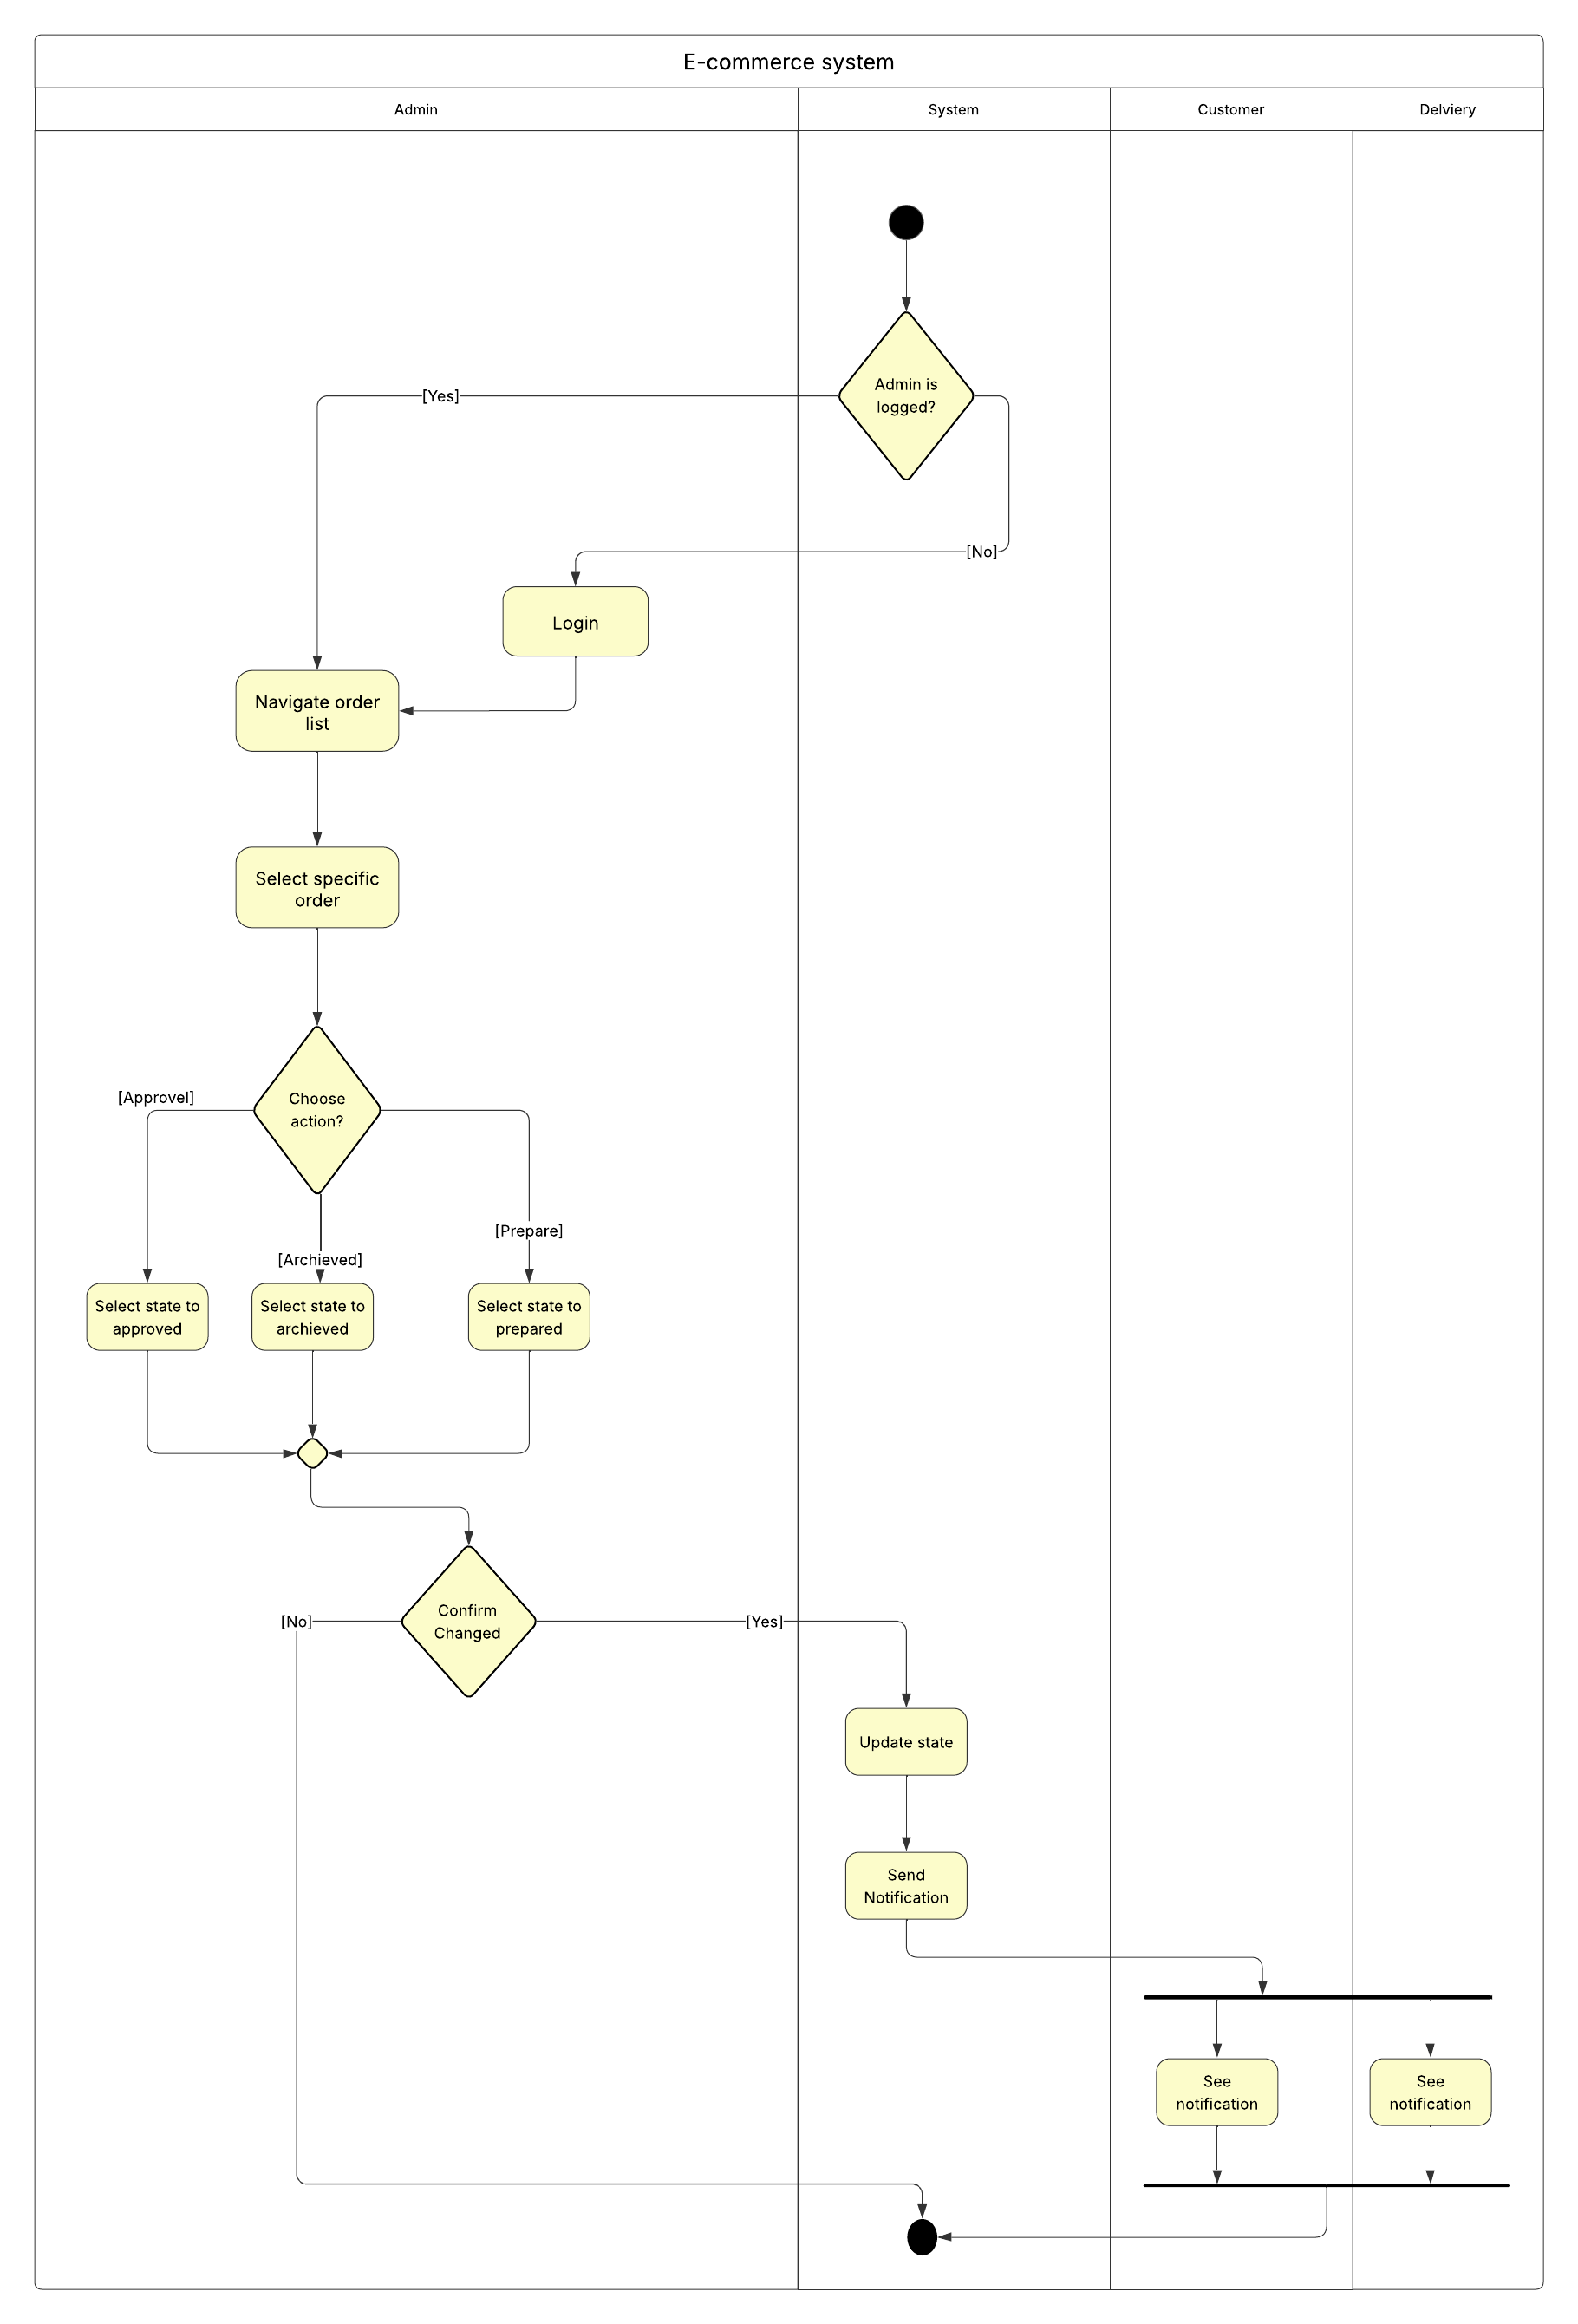 E-commerce system
Admin
System
Customer
Delviery
Admin is
logged?
[Yes]
[No]
Login
Navigate order
list
Select specific
order
Choose
action?
[Approvel]
[Prepare]
[Archieved]
Select state to
approved
Select state to
archieved
Select state to
prepared
Confirm
Changed
[No]
[Yes]
Update state
Send
Notification
See
notification
See
notification